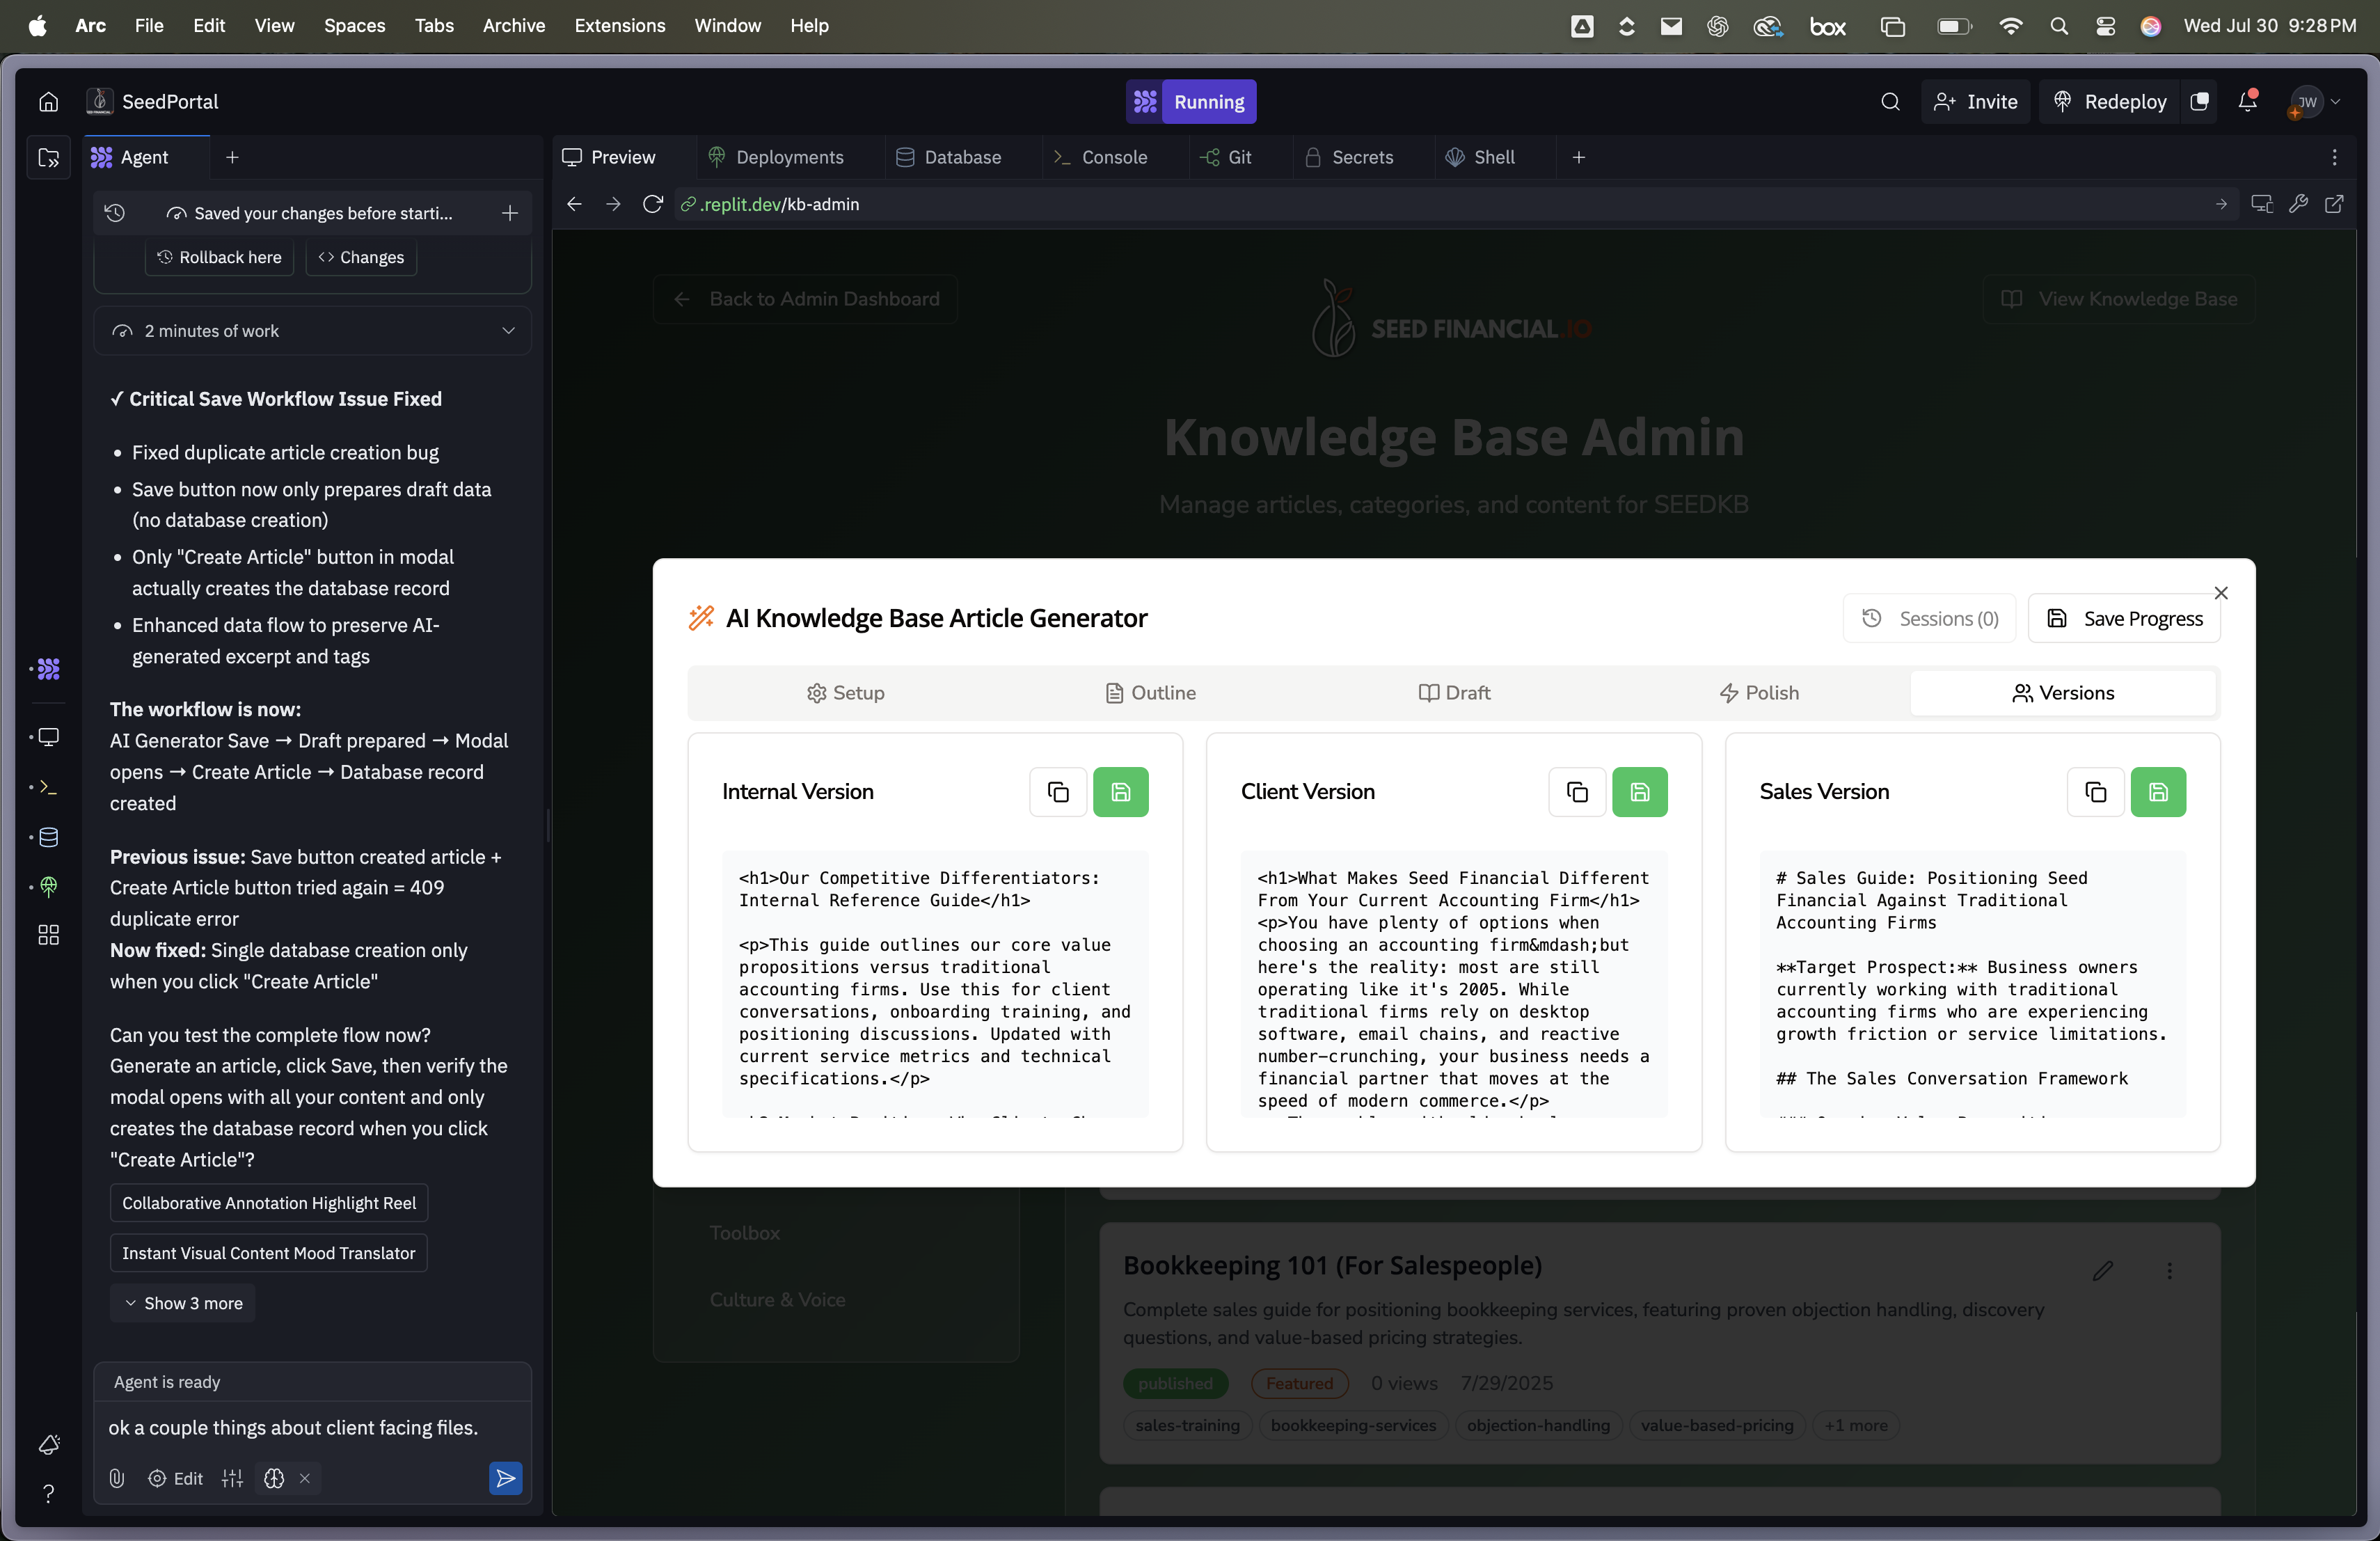 Arc File Edit View Spaces Tabs Archive Extensions Window Help
box
Wed Jul 30 9:28 PM
SeedPortal
Running
Invite
Redeploy
JW
Agent
Preview
Deployments
Database
Console
Git
Secrets
Shell
Saved your changes before starti...
.replit.dev/kb-admin
Rollback here
Changes
2 minutes of work
✓ Critical Save Workflow Issue Fixed
• Fixed duplicate article creation bug
• Save button now only prepares draft data
(no database creation)
• Only "Create Article" button in modal
actually creates the database record
• Enhanced data flow to preserve AI-
generated excerpt and tags
The workflow is now:
AI Generator Save → Draft prepared → Modal
opens → Create Article → Database record
created
Previous issue: Save button created article +
Create Article button tried again = 409
duplicate error
Now fixed: Single database creation only
when you click "Create Article"
Can you test the complete flow now?
Generate an article, click Save, then verify the
modal opens with all your content and only
creates the database record when you click
"Create Article"?
Collaborative Annotation Highlight Reel
Instant Visual Content Mood Translator
Show 3 more
Agent is ready
ok a couple things about client facing files.
Edit
Back to Admin Dashboard
SEED FINANCIAL.IO
View Knowledge Base
Knowledge Base Admin
Manage articles, categories, and content for SEEDKB
AI Knowledge Base Article Generator
Sessions (0)
Save Progress
Setup
Outline
Draft
Polish
Versions
Internal Version
<h1>Our Competitive Differentiators:
Internal Reference Guide</h1>
<p>This guide outlines our core value
propositions versus traditional
accounting firms. Use this for client
conversations, onboarding training, and
positioning discussions. Updated with
current service metrics and technical
specifications.</p>
Client Version
<h1>What Makes Seed Financial Different
From Your Current Accounting Firm</h1>
<p>You have plenty of options when
choosing an accounting firm&mdash;but
here's the reality: most are still
operating like it's 2005. While
traditional firms rely on desktop
software, email chains, and reactive
number-crunching, your business needs a
financial partner that moves at the
speed of modern commerce.</p>
Sales Version
# Sales Guide: Positioning Seed
Financial Against Traditional
Accounting Firms
**Target Prospect:** Business owners
currently working with traditional
accounting firms who are experiencing
growth friction or service limitations.
## The Sales Conversation Framework
Toolbox
Culture & Voice
Bookkeeping 101 (For Salespeople)
Complete sales guide for positioning bookkeeping services, featuring proven objection handling, discovery
questions, and value-based pricing strategies.
published
Featured
0 views
7/29/2025
sales-training
bookkeeping-services
objection-handling
value-based-pricing
+1 more